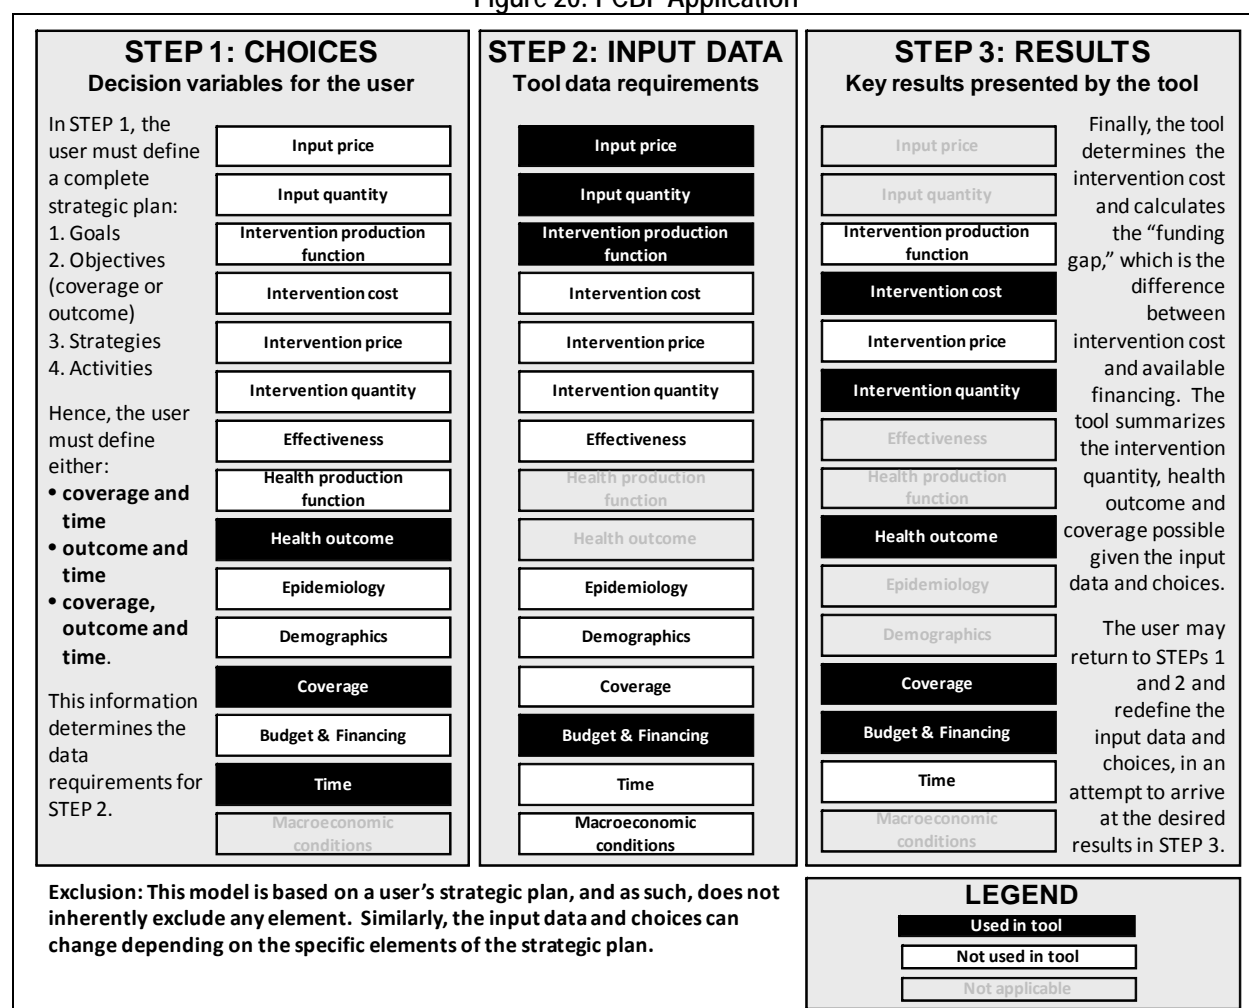 Figure 20: PCBP Application
STEP 1: CHOICES
Decision variables for the user
In STEP 1, the
user must define
a complete
strategic plan:
1. Goals
2. Objectives
(coverage or
outcome)
3. Strategies
4. Activities
Hence, the user
must define
either:
• coverage and
time
• outcome and
time
• coverage,
outcome and
time.
This information
determines the
data
requirements for
STEP 2.
Input price
Input quantity
Intervention production
function
Intervention cost
Intervention price
Intervention quantity
Effectiveness
Health production
function
Health outcome
Epidemiology
Demographics
Coverage
Budget & Financing
Time
Macroeconomic
conditions
STEP 2: INPUT DATA
Tool data requirements
Input price
Input quantity
Intervention production
function
Intervention cost
Intervention price
Intervention quantity
Effectiveness
Health production
function
Health outcome
Epidemiology
Demographics
Coverage
Budget & Financing
Time
Macroeconomic
conditions
STEP 3: RESULTS
Key results presented by the tool
Input price
Input quantity
Intervention production
function
Intervention cost
Intervention price
Intervention quantity
Effectiveness
Health production
function
Health outcome
Epidemiology
Demographics
Coverage
Budget & Financing
Time
Macroeconomic
conditions
Finally, the tool
determines the
intervention cost
and calculates
the “funding
gap,” which is the
difference
between
intervention cost
and available
financing. The
tool summarizes
the intervention
quantity, health
outcome and
coverage possible
given the input
data and choices.
The user may
return to STEPs 1
and 2 and
redefine the
input data and
choices, in an
attempt to arrive
at the desired
results in STEP 3.
Exclusion: This model is based on a user’s strategic plan, and as such, does not
inherently exclude any element. Similarly, the input data and choices can
change depending on the specific elements of the strategic plan.
LEGEND
Used in tool
Not used in tool
Not applicable